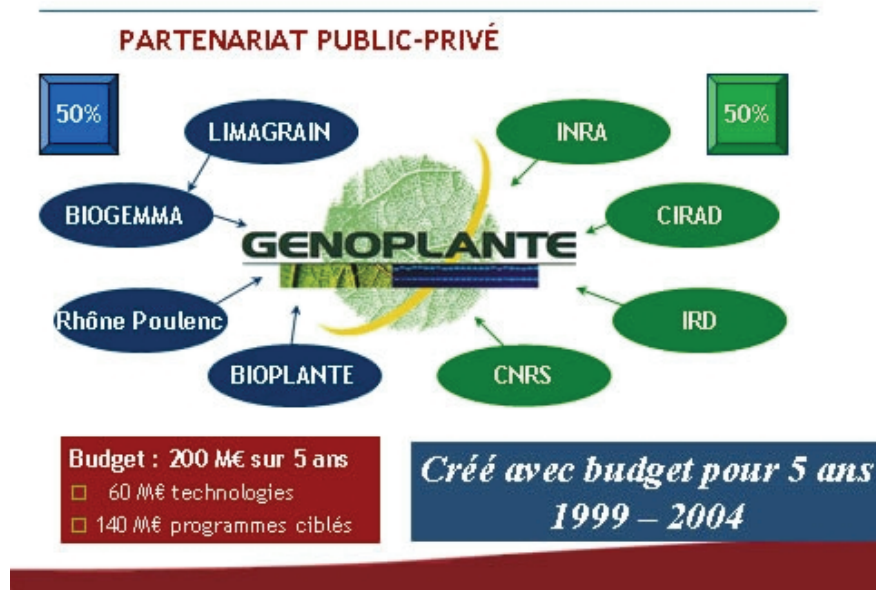 PARTENARIAT PUBLIC-PRIVÉ
50%
50%
LIMAGRAIN
INRA
BIOGEMMA
CIRAD
GENOPLANTE
Rhône Poulenc
IRD
BIOPLANTE
CNRS
Budget : 200 M€ sur 5 ans
60 M€ technologies
140 M€ programmes ciblés
Créé avec budget pour 5 ans
1999 – 2004